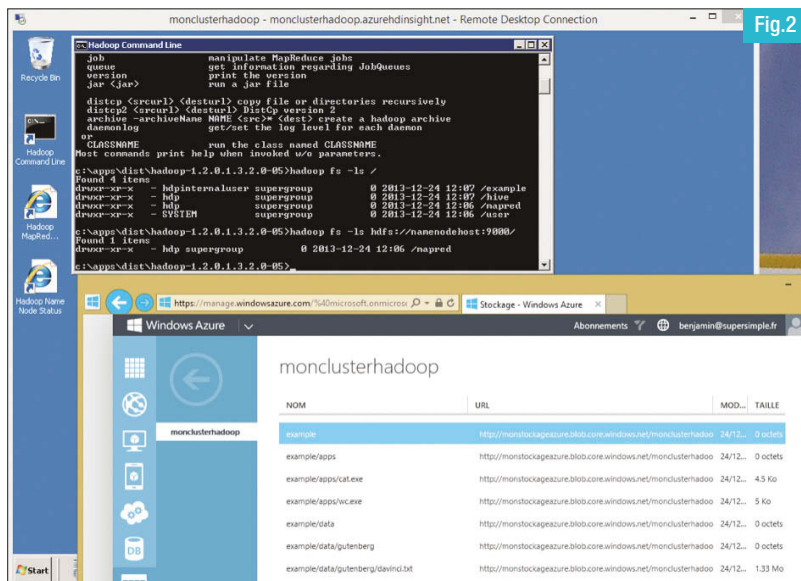 monclusterhadoop - monclusterhadoop.azurehdinsight.net - Remote Desktop Connection
Fig.2
Recycle Bin
Hadoop
Command Line
Hadoop
MapRed...
Hadoop Name
Node Status
Hadoop Command Line
job manipulate MapReduce jobs
queue get information regarding JobQueues
version print the version
jar <jar> run a jar file
distcp <srcurl> <desturl> copy file or directories recursively
distcp2 <srcurl> <desturl> DistCp version 2
archive -archiveName NAME <src>* <dest> create a hadoop archive
daemonlog get/set the log level for each daemon
or
CLASSNAME run the class named CLASSNAME
Most commands print help when invoked w/o parameters.
c:\apps\dist\hadoop-1.2.0.1.3.2.0-05>hadoop fs -ls /
Found 4 items
drwxr-xr-x - hdpinternaluser supergroup 0 2013-12-24 12:07 /example
drwxr-xr-x - hdp supergroup 0 2013-12-24 12:07 /hive
drwxr-xr-x - hdp supergroup 0 2013-12-24 12:06 /mapred
drwxr-xr-x - SYSTEM supergroup 0 2013-12-24 12:06 /user
c:\apps\dist\hadoop-1.2.0.1.3.2.0-05>hadoop fs -ls hdfs://namenodehost:9000/
Found 1 items
drwxr-xr-x - hdp supergroup 0 2013-12-24 12:06 /mapred
c:\apps\dist\hadoop-1.2.0.1.3.2.0-05>_
https://manage.windowsazure.com/%40microsoft.onmicros
Stockage - Windows Azure
Windows Azure
Abonnements
benjamin@supersimple.fr
monclusterhadoop
monclusterhadoop
NOM URL MOD... TAILLE
example http://monstockageazure.blob.core.windows.net/monclusterhadoo 24/12... 0 octets
example/apps http://monstockageazure.blob.core.windows.net/monclusterhadoo 24/12... 0 octets
example/apps/cat.exe http://monstockageazure.blob.core.windows.net/monclusterhadoo 24/12... 4.5 Ko
example/apps/wc.exe http://monstockageazure.blob.core.windows.net/monclusterhadoo 24/12... 5 Ko
example/data http://monstockageazure.blob.core.windows.net/monclusterhadoo 24/12... 0 octets
example/data/gutenberg http://monstockageazure.blob.core.windows.net/monclusterhadoo 24/12... 0 octets
example/data/gutenberg/davinci.txt http://monstockageazure.blob.core.windows.net/monclusterhadoo 24/12... 1.33 Mo
DB
Start